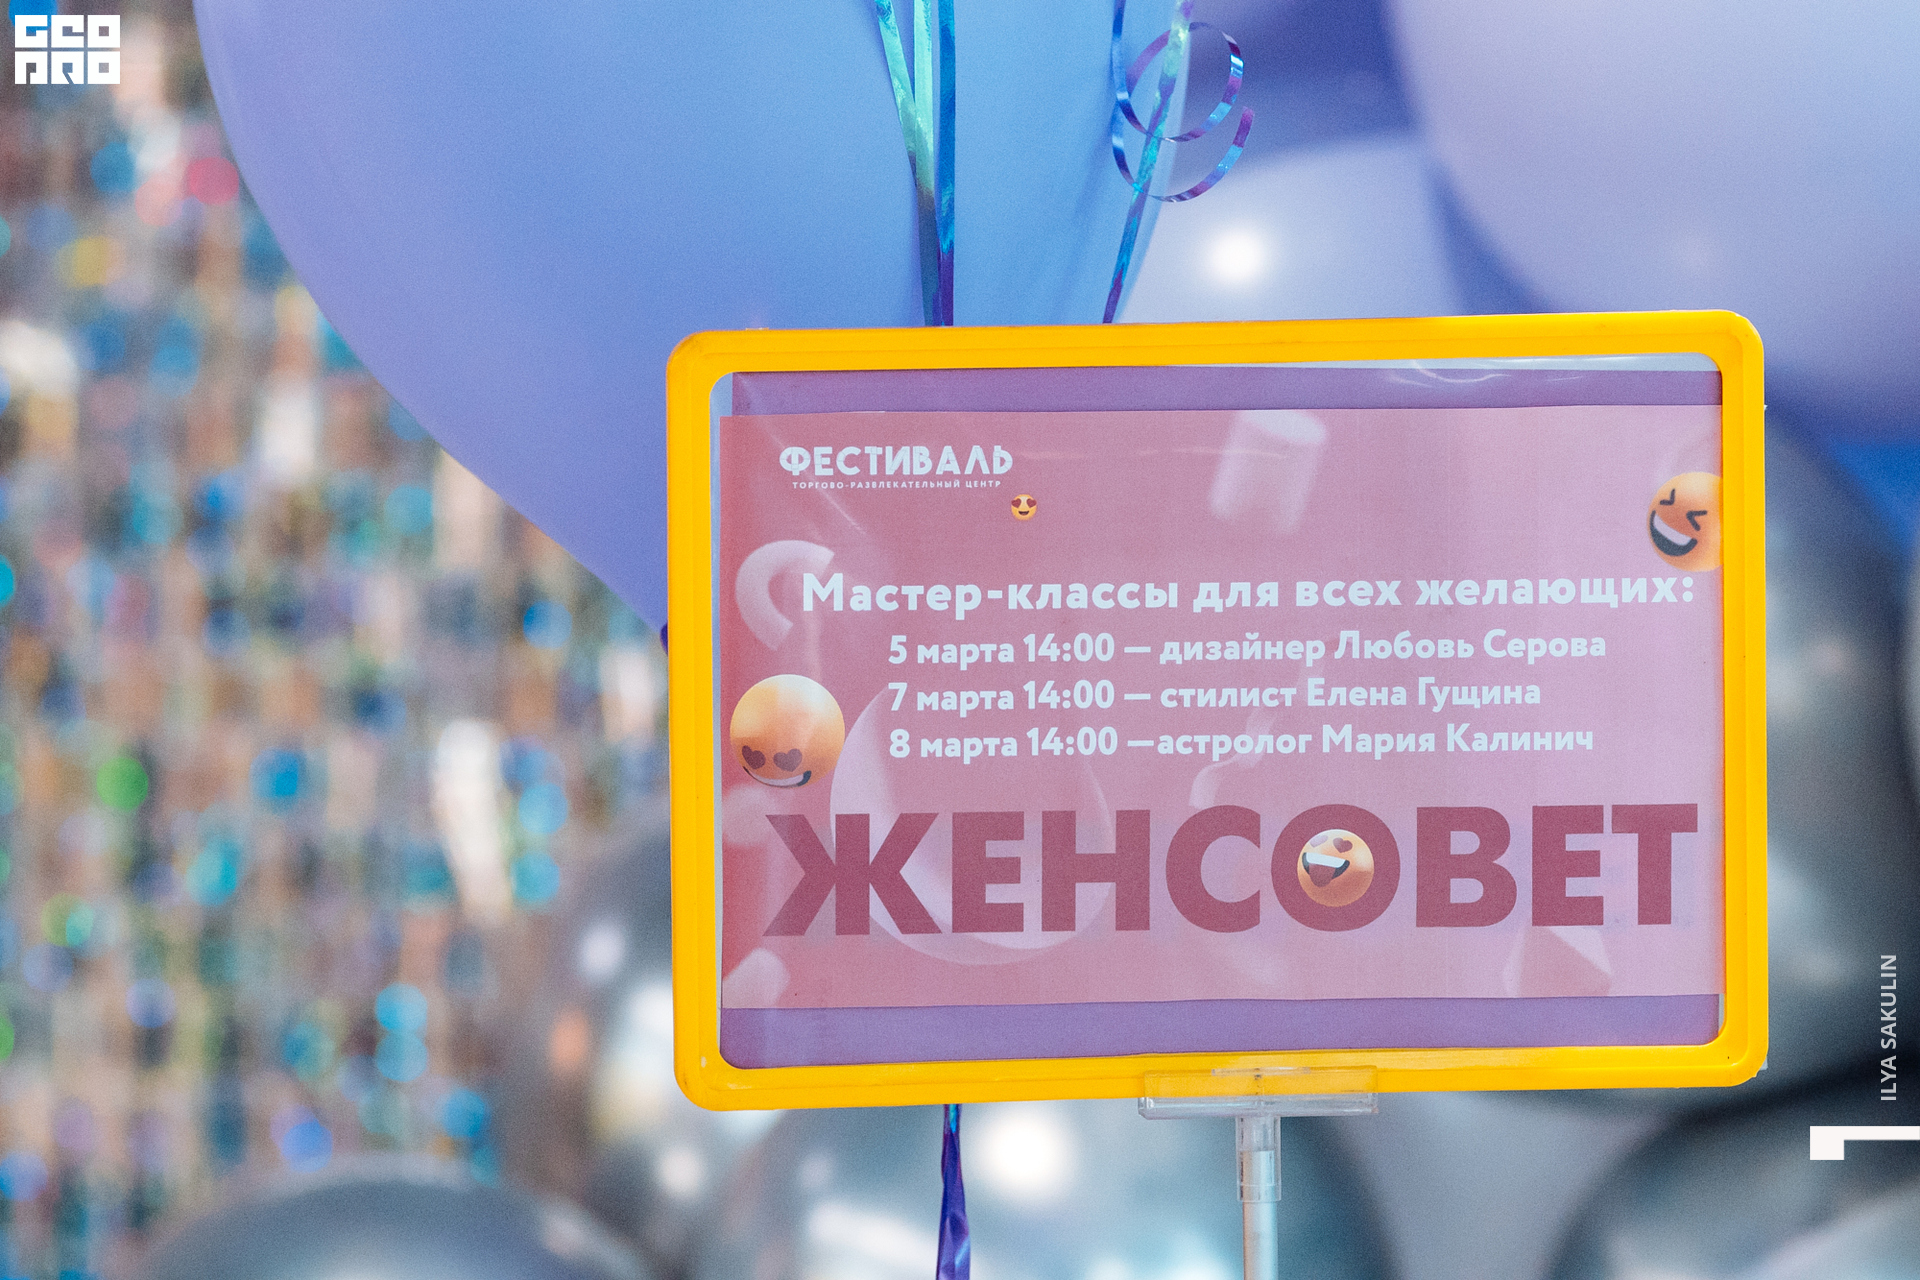 GEO
PRO
ФЕСТИВАЛЬ
ТОРГОВО-РАЗВЛЕКАТЕЛЬНЫЙ ЦЕНТР
Мастер-классы для всех желающих:
5 марта 14:00 — дизайнер Любовь Серова
7 марта 14:00 — стилист Елена Гущина
8 марта 14:00 —астролог Мария Калинич
ЖЕНСОВЕТ
ILYA SAKULIN